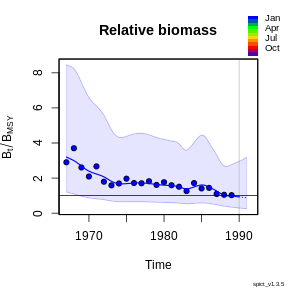 Relative biomass
Jan
Apr
Jul
Oct
Bt/BMSY
8
6
4
2
0
1970
1980
1990
Time
spict_v1.3.5